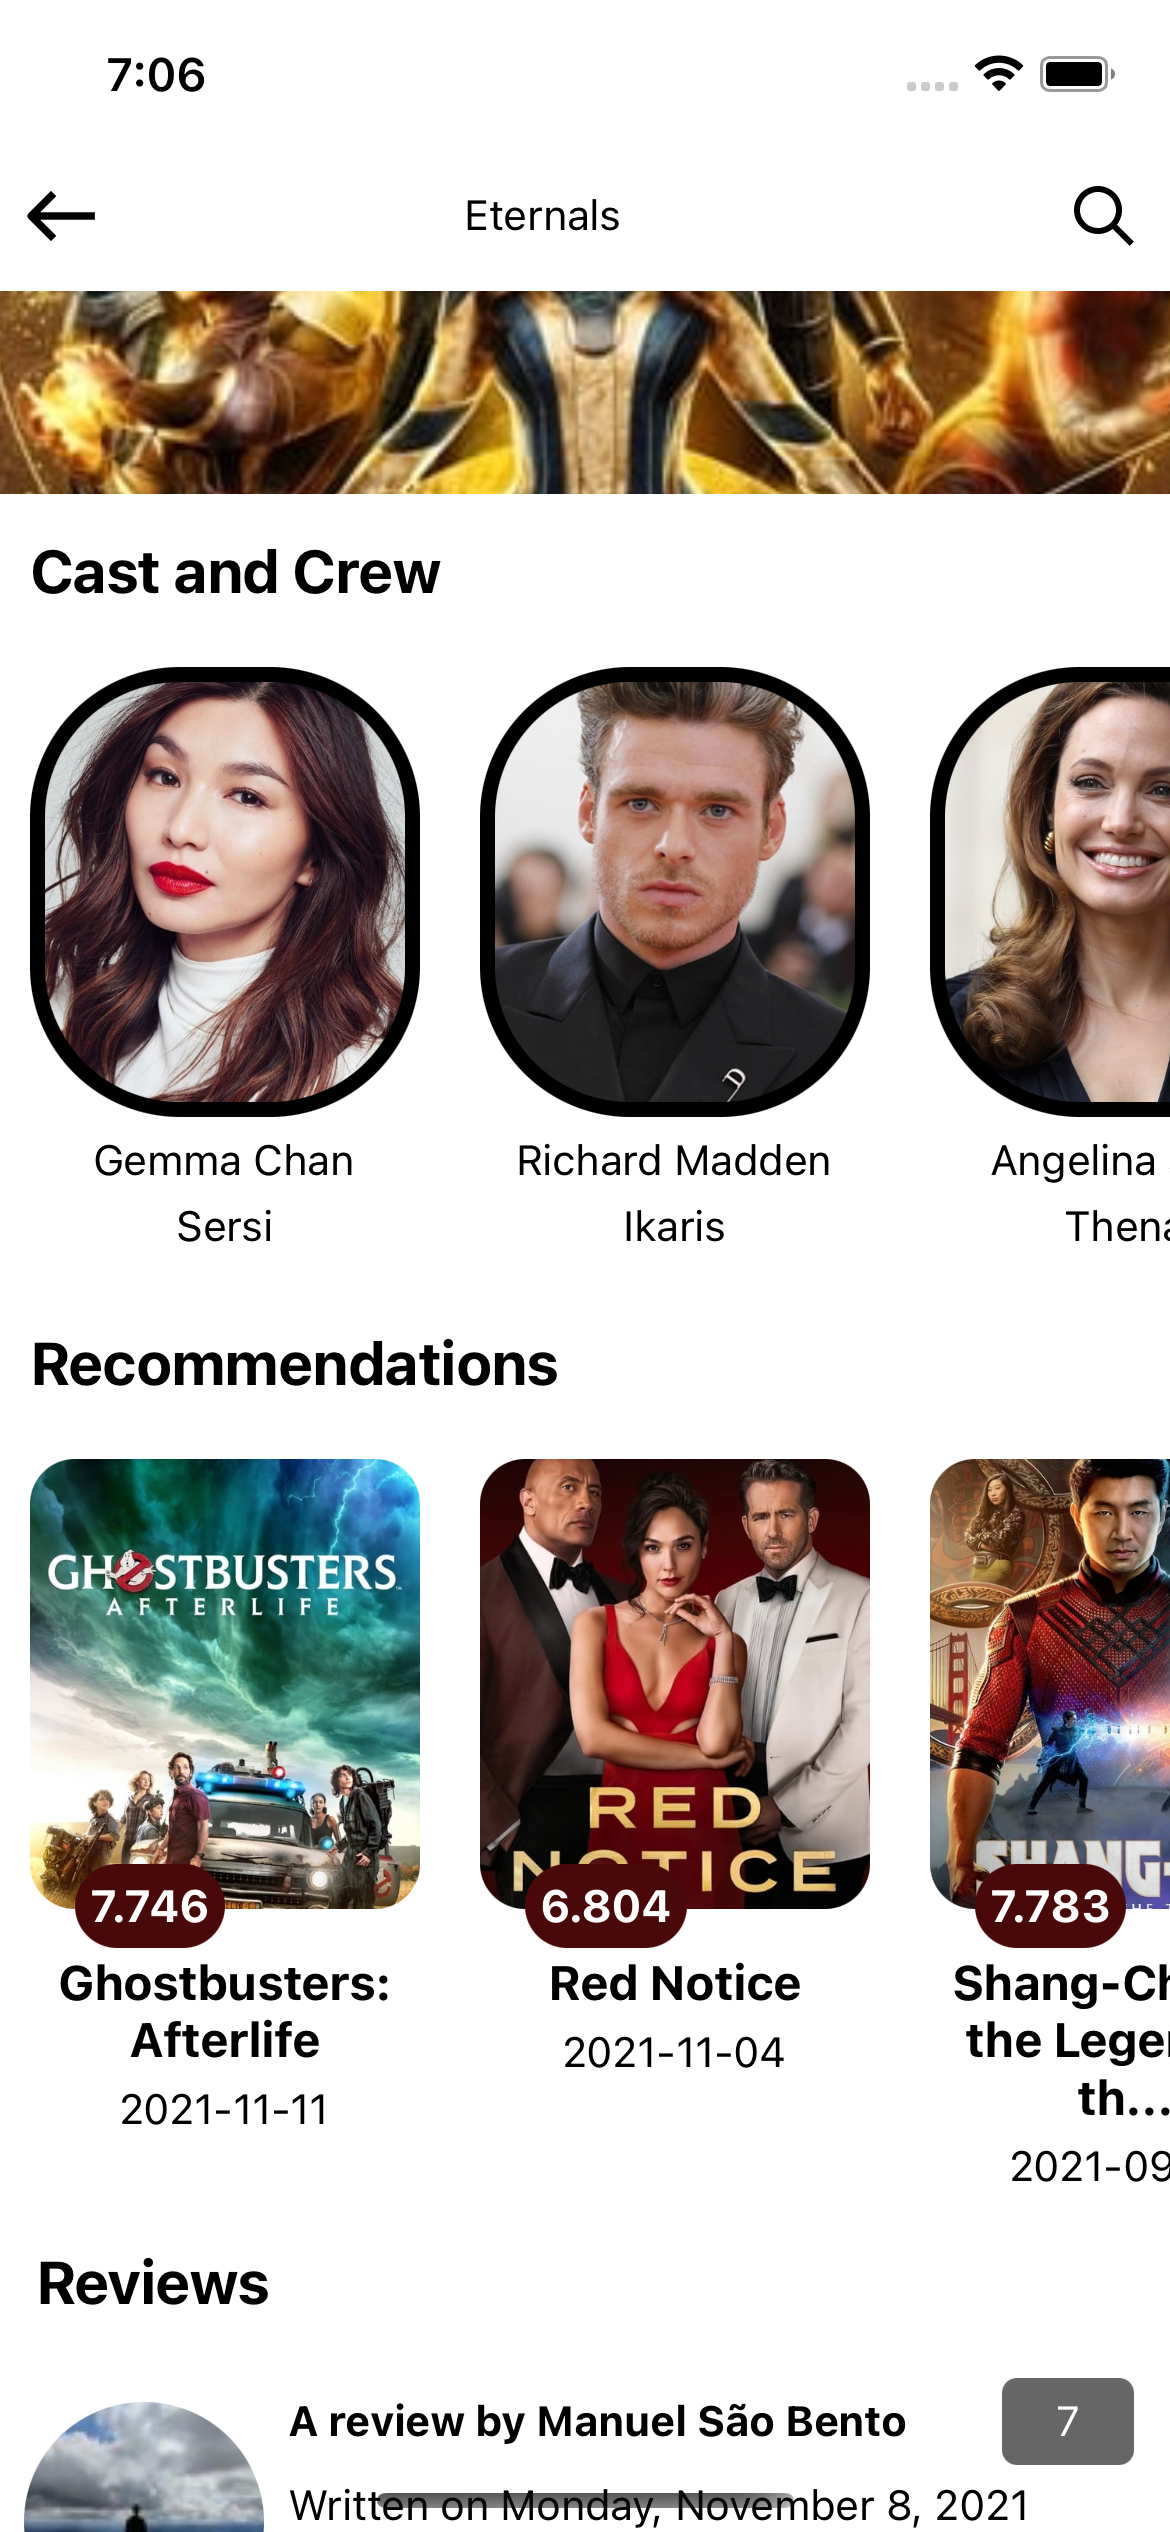 7:06
Eternals
Cast and Crew
Gemma Chan
Richard Madden
Angelina
Sersi
Ikaris
Thena
Recommendations
GHOSTBUSTERS
AFTERLIFE
RED
NOTICE
SHANG-
7.746
6.804
7.783
Ghostbusters:
Afterlife
2021-11-11
Red Notice
2021-11-04
Shang-Ch
the Lege
th...
2021-09
Reviews
A review by Manuel São Bento
7
Written on Monday, November 8, 2021